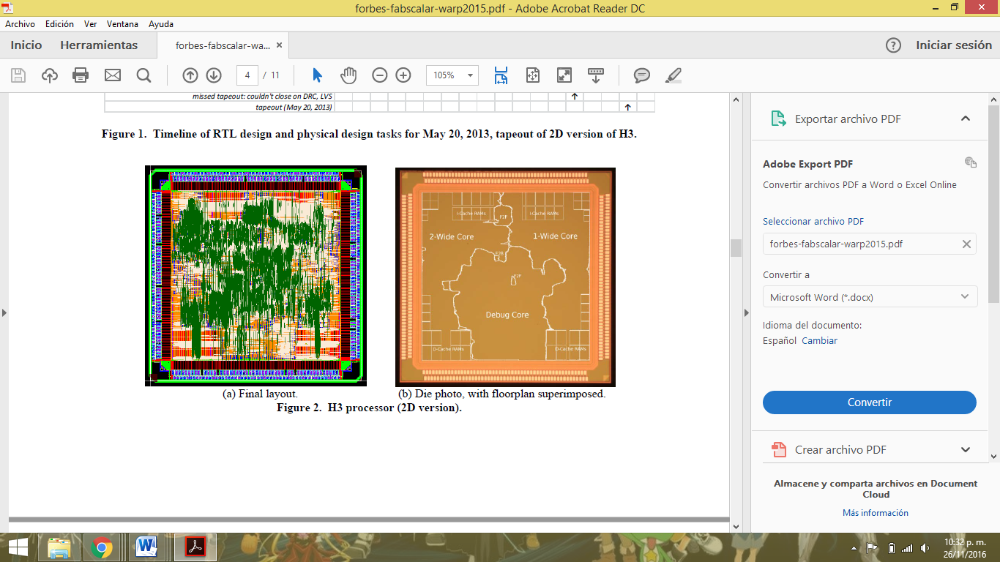 forbes-fabscalar-warp2015.pdf - Adobe Acrobat Reader DC
Archivo Edición Ver Ventana Ayuda
Inicio Herramientas forbes-fabscalar-wa... × ? Iniciar sesión
4 / 11 105%
missed tapeout: couldn't close on DRC, LVS ↑
tapeout (May 20, 2013) ↑
Figure 1. Timeline of RTL design and physical design tasks for May 20, 2013, tapeout of 2D version of H3.
I-Cache RAMs F2F I-Cache RAMs
2-Wide Core 1-Wide Core
F2B
F2F
Debug Core
D-Cache RAMs D-Cache RAMs
(a) Final layout. (b) Die photo, with floorplan superimposed.
Figure 2. H3 processor (2D version).
Exportar archivo PDF
Adobe Export PDF
Convertir archivos PDF a Word o Excel Online
Seleccionar archivo PDF
forbes-fabscalar-warp2015.pdf
Convertir a
Microsoft Word (*.docx)
Idioma del documento:
Español Cambiar
Convertir
Crear archivo PDF
Almacene y comparta archivos en Document
Cloud
Más información
10:32 p. m.
26/11/2016